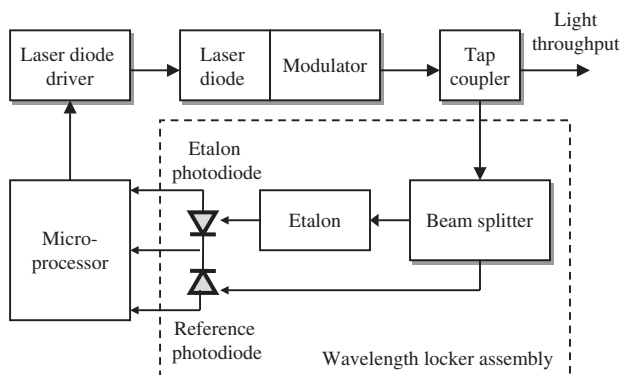 Light
throughput
Laser diode
driver
Laser
diode
Modulator
Tap
coupler
Etalon
photodiode
Micro-
processor
Etalon
Beam splitter
Reference
photodiode
Wavelength locker assembly